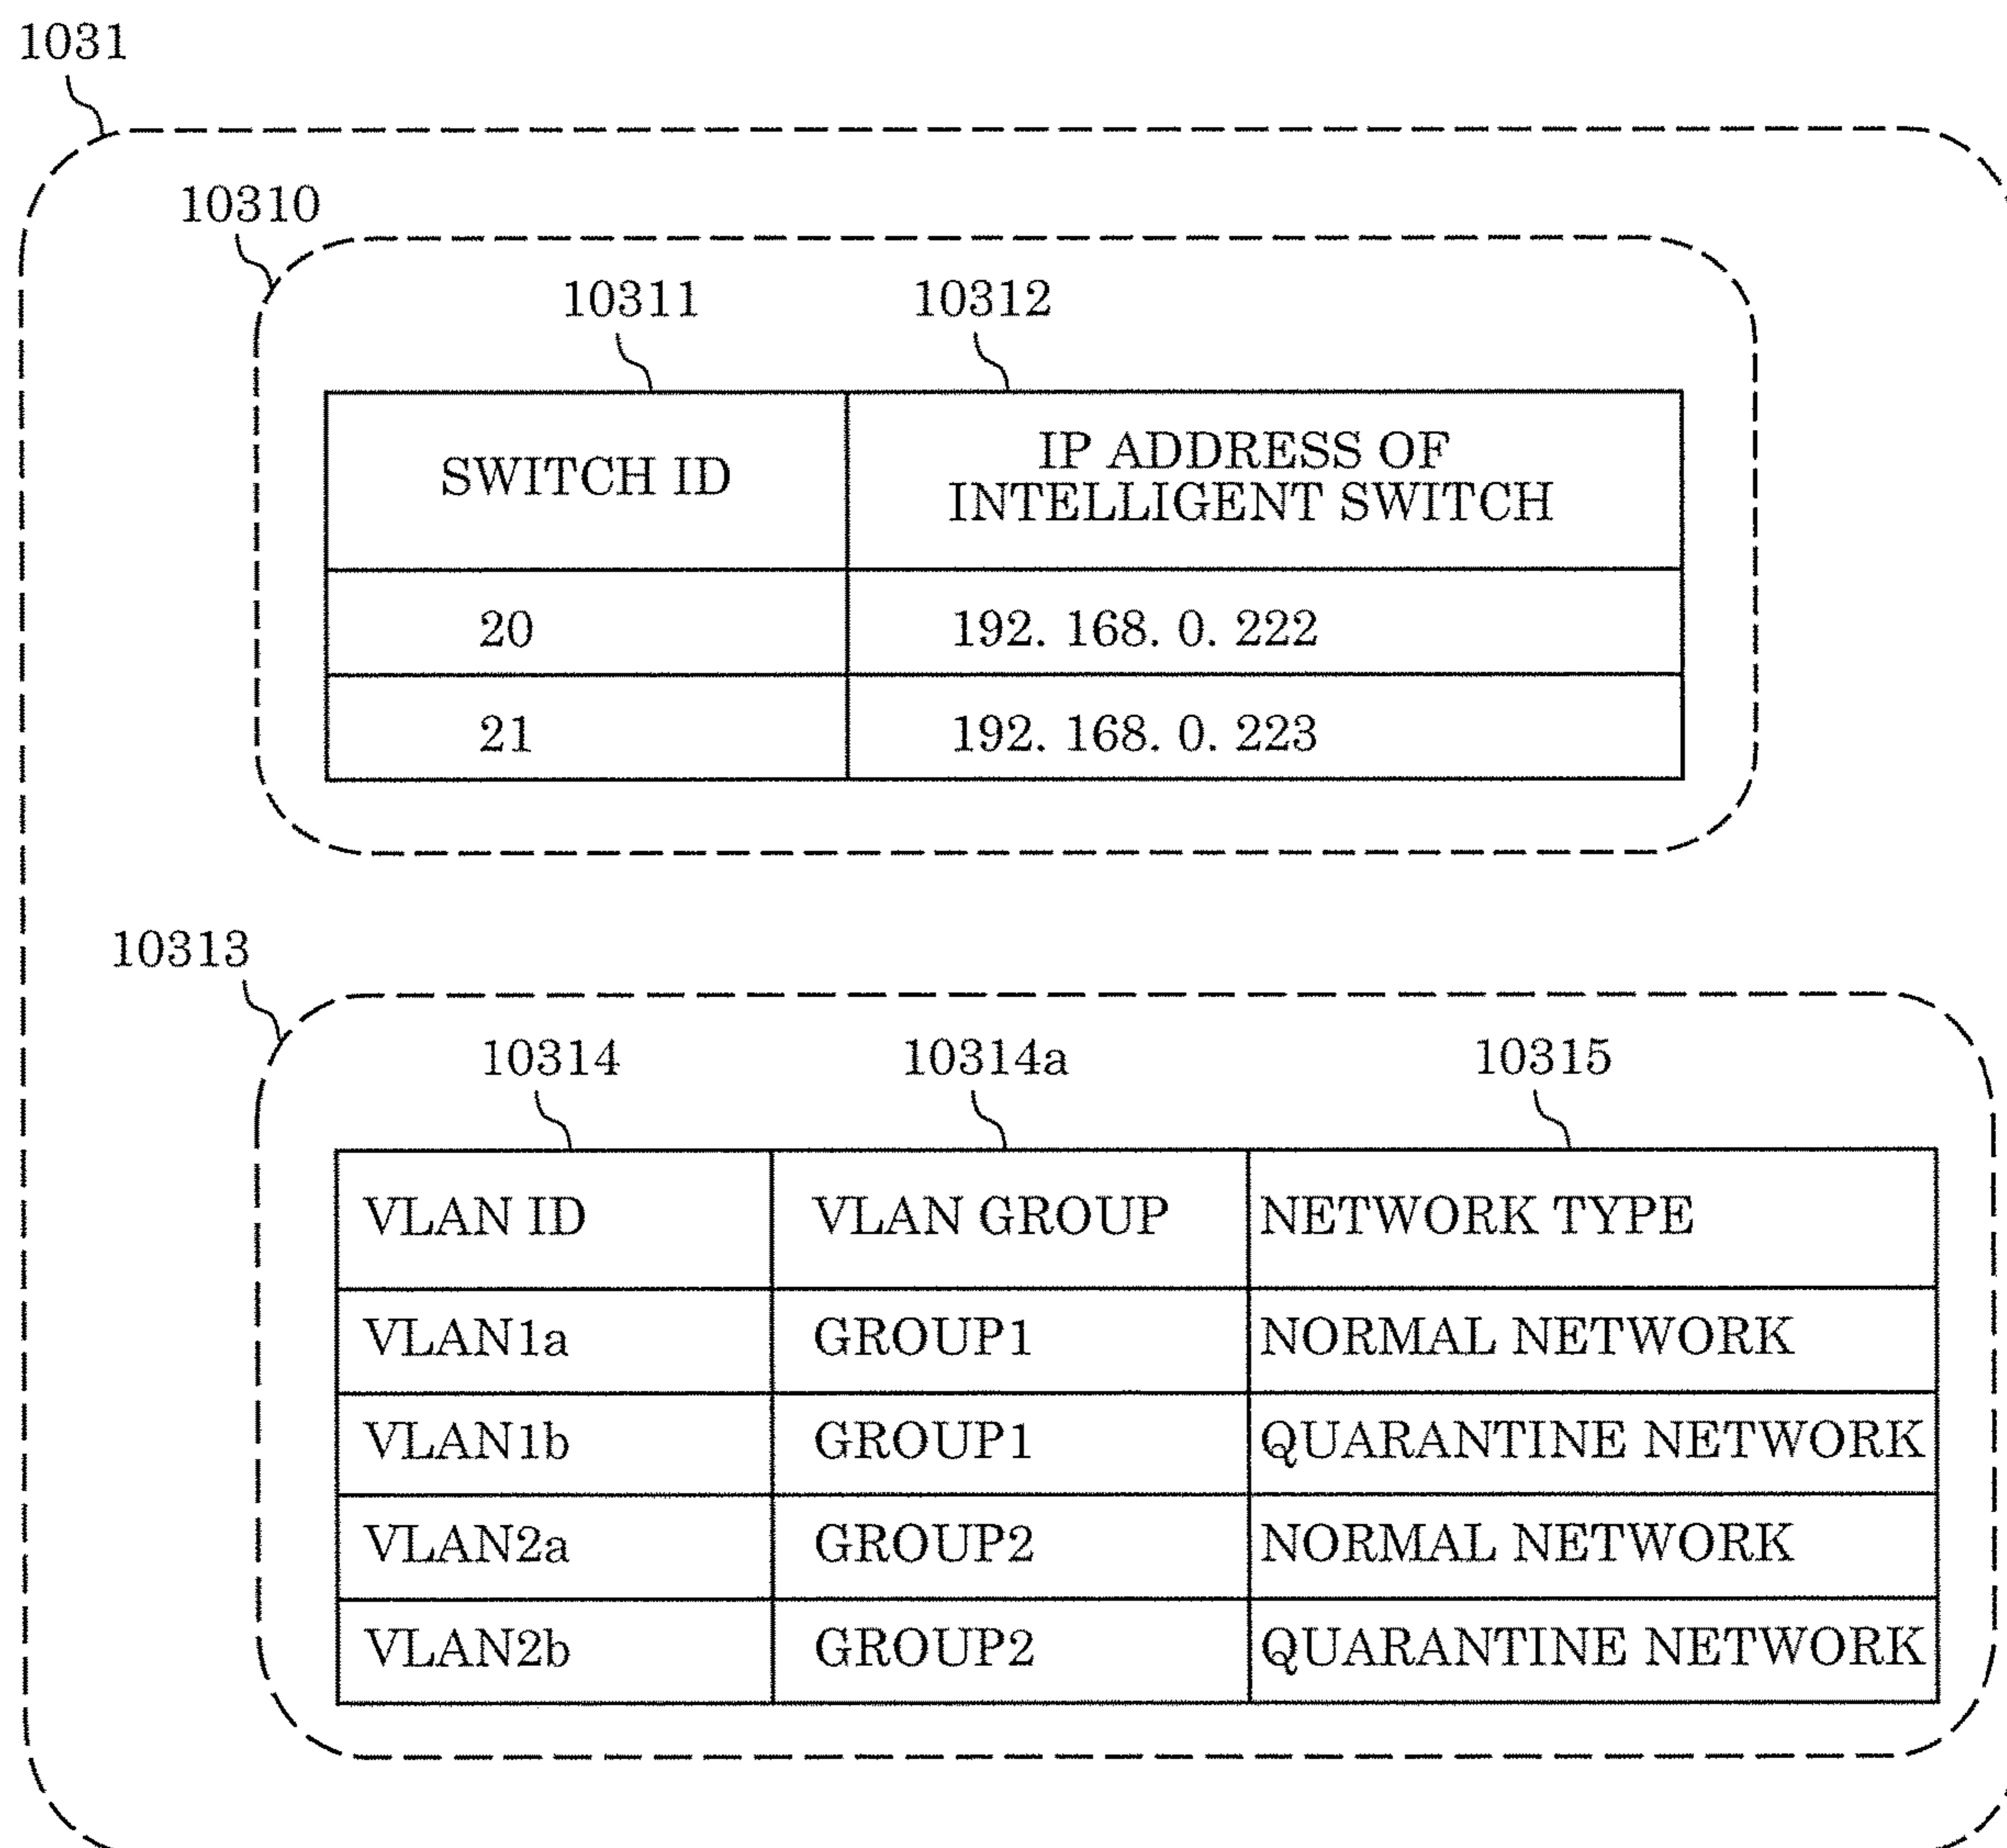 1031
10310
10311 10312
SWITCH ID
IP ADDRESS OF
INTELLIGENT SWITCH
20 192. 168. 0. 222
21 192. 168. 0. 223
10313
10314 10314a 10315
VLAN ID VLAN GROUP NETWORK TYPE
VLAN1a GROUP1 NORMAL NETWORK
VLAN1b GROUP1 QUARANTINE NETWORK
VLAN2a GROUP2 NORMAL NETWORK
VLAN2b GROUP2 QUARANTINE NETWORK